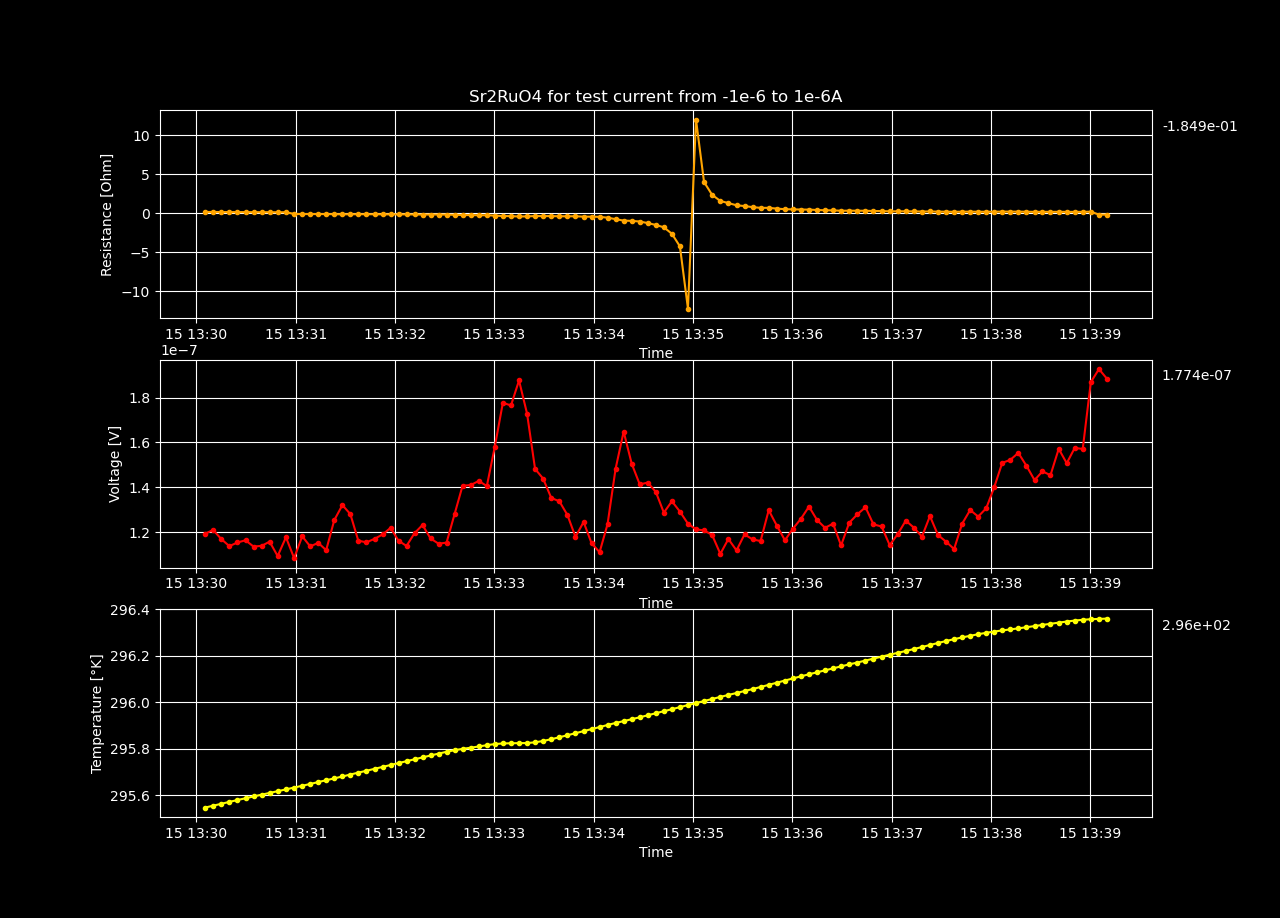 Sr2RuO4 for test current from -1e-6 to 1e-6A
-1.849e-01
Resistance [Ohm]
10
5
0
−5
−10
15 13:30 15 13:31 15 13:32 15 13:33 15 13:34 15 13:35 15 13:36 15 13:37 15 13:38 15 13:39
Time
1e−7
1.774e-07
Voltage [V]
1.8
1.6
1.4
1.2
15 13:30 15 13:31 15 13:32 15 13:33 15 13:34 15 13:35 15 13:36 15 13:37 15 13:38 15 13:39
Time
2.96e+02
Temperature [°K]
296.4
296.2
296.0
295.8
295.6
15 13:30 15 13:31 15 13:32 15 13:33 15 13:34 15 13:35 15 13:36 15 13:37 15 13:38 15 13:39
Time